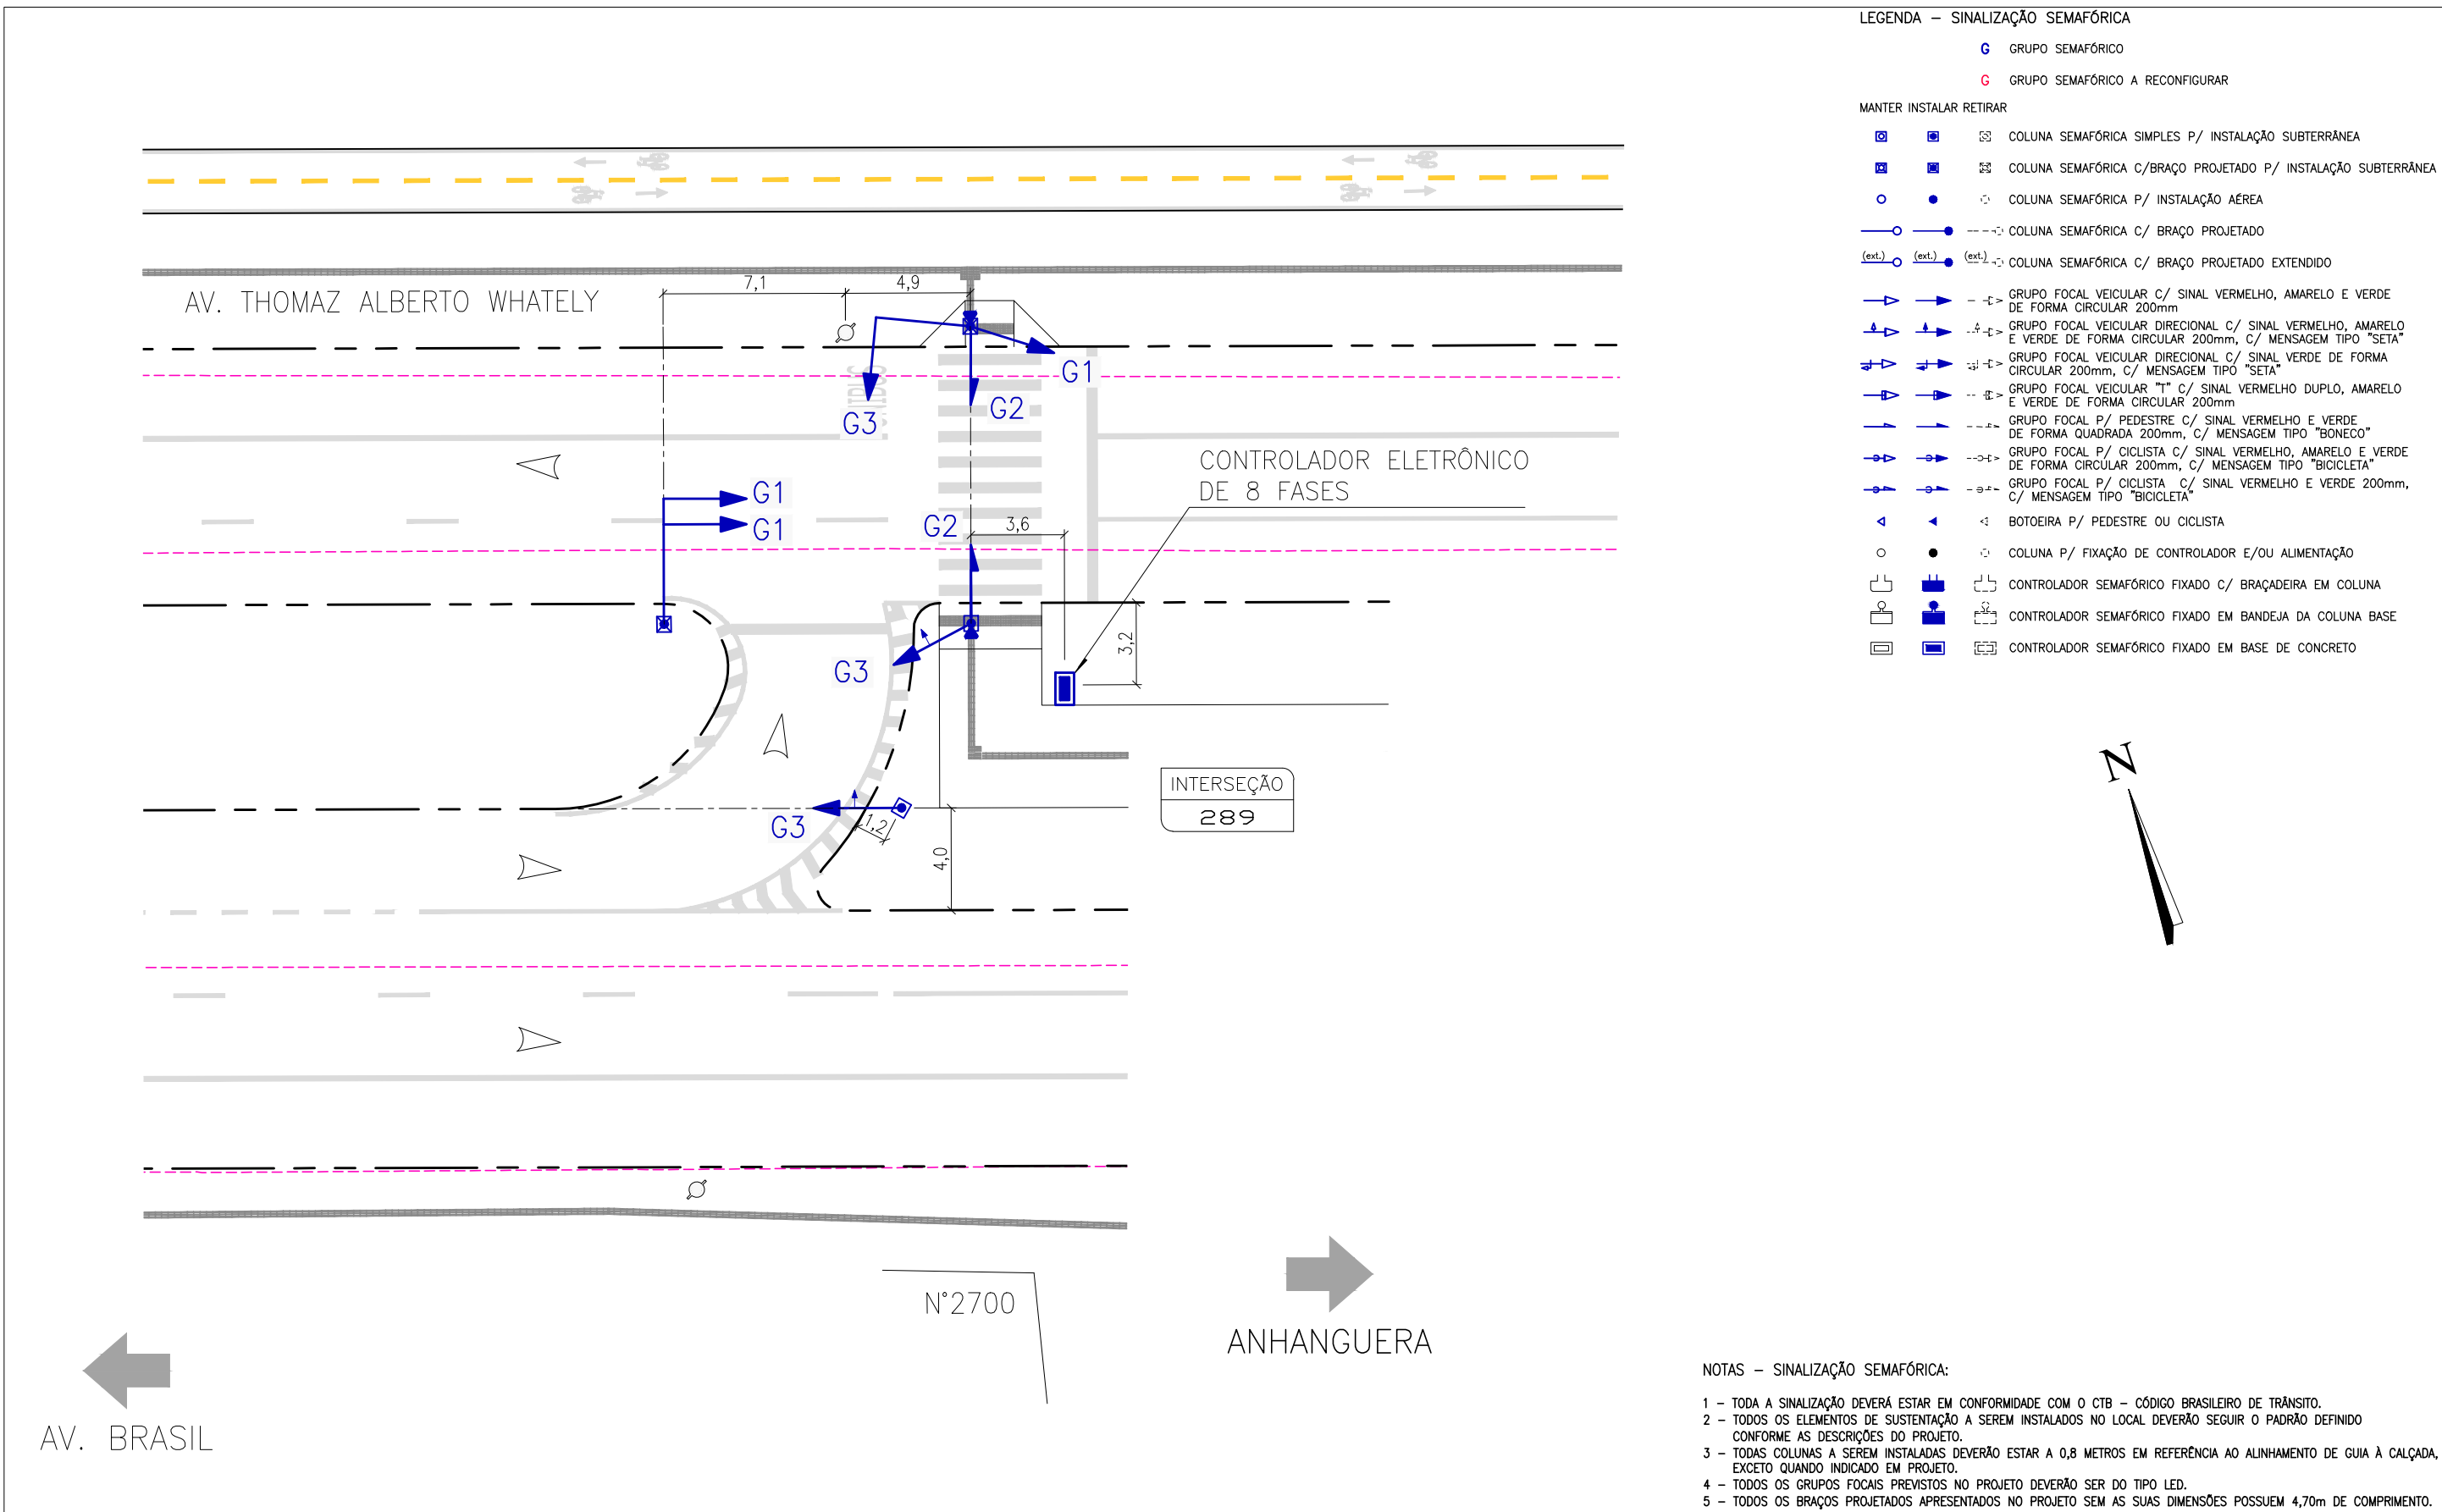 LEGENDA – SINALIZAÇÃO SEMAFÓRICA
G GRUPO SEMAFÓRICO
G GRUPO SEMAFÓRICO A RECONFIGURAR
MANTER INSTALAR RETIRAR
COLUNA SEMAFÓRICA SIMPLES P/ INSTALAÇÃO SUBTERRÂNEA
COLUNA SEMAFÓRICA C/BRAÇO PROJETADO P/ INSTALAÇÃO SUBTERRÂNEA
COLUNA SEMAFÓRICA P/ INSTALAÇÃO AÉREA
COLUNA SEMAFÓRICA C/ BRAÇO PROJETADO
(ext.) (ext.) (ext.) COLUNA SEMAFÓRICA C/ BRAÇO PROJETADO EXTENDIDO
GRUPO FOCAL VEICULAR C/ SINAL VERMELHO, AMARELO E VERDE
DE FORMA CIRCULAR 200mm
GRUPO FOCAL VEICULAR DIRECIONAL C/ SINAL VERMELHO, AMARELO
E VERDE DE FORMA CIRCULAR 200mm, C/ MENSAGEM TIPO "SETA"
GRUPO FOCAL VEICULAR DIRECIONAL C/ SINAL VERDE DE FORMA
CIRCULAR 200mm, C/ MENSAGEM TIPO "SETA"
GRUPO FOCAL VEICULAR "T" C/ SINAL VERMELHO DUPLO, AMARELO
E VERDE DE FORMA CIRCULAR 200mm
GRUPO FOCAL P/ PEDESTRE C/ SINAL VERMELHO E VERDE
DE FORMA QUADRADA 200mm, C/ MENSAGEM TIPO "BONECO"
GRUPO FOCAL P/ CICLISTA C/ SINAL VERMELHO, AMARELO E VERDE
DE FORMA CIRCULAR 200mm, C/ MENSAGEM TIPO "BICICLETA"
GRUPO FOCAL P/ CICLISTA C/ SINAL VERMELHO E VERDE 200mm,
C/ MENSAGEM TIPO "BICICLETA"
BOTOEIRA P/ PEDESTRE OU CICLISTA
COLUNA P/ FIXAÇÃO DE CONTROLADOR E/OU ALIMENTAÇÃO
CONTROLADOR SEMAFÓRICO FIXADO C/ BRAÇADEIRA EM COLUNA
CONTROLADOR SEMAFÓRICO FIXADO EM BANDEJA DA COLUNA BASE
CONTROLADOR SEMAFÓRICO FIXADO EM BASE DE CONCRETO
AV. THOMAZ ALBERTO WHATELY
7,1
4,9
G1
G2
G3
CONTROLADOR ELETRÔNICO
DE 8 FASES
G1
G1
G2
3,6
3,2
G3
G3
1,2
4,0
INTERSEÇÃO
289
N
N°2700
ANHANGUERA
AV. BRASIL
NOTAS – SINALIZAÇÃO SEMAFÓRICA:
1 – TODA A SINALIZAÇÃO DEVERÁ ESTAR EM CONFORMIDADE COM O CTB – CÓDIGO BRASILEIRO DE TRÂNSITO.
2 – TODOS OS ELEMENTOS DE SUSTENTAÇÃO A SEREM INSTALADOS NO LOCAL DEVERÃO SEGUIR O PADRÃO DEFINIDO
CONFORME AS DESCRIÇÕES DO PROJETO.
3 – TODAS COLUNAS A SEREM INSTALADAS DEVERÃO ESTAR A 0,8 METROS EM REFERÊNCIA AO ALINHAMENTO DE GUIA À CALÇADA,
EXCETO QUANDO INDICADO EM PROJETO.
4 – TODOS OS GRUPOS FOCAIS PREVISTOS NO PROJETO DEVERÃO SER DO TIPO LED.
5 – TODOS OS BRAÇOS PROJETADOS APRESENTADOS NO PROJETO SEM AS SUAS DIMENSÕES POSSUEM 4,70m DE COMPRIMENTO.